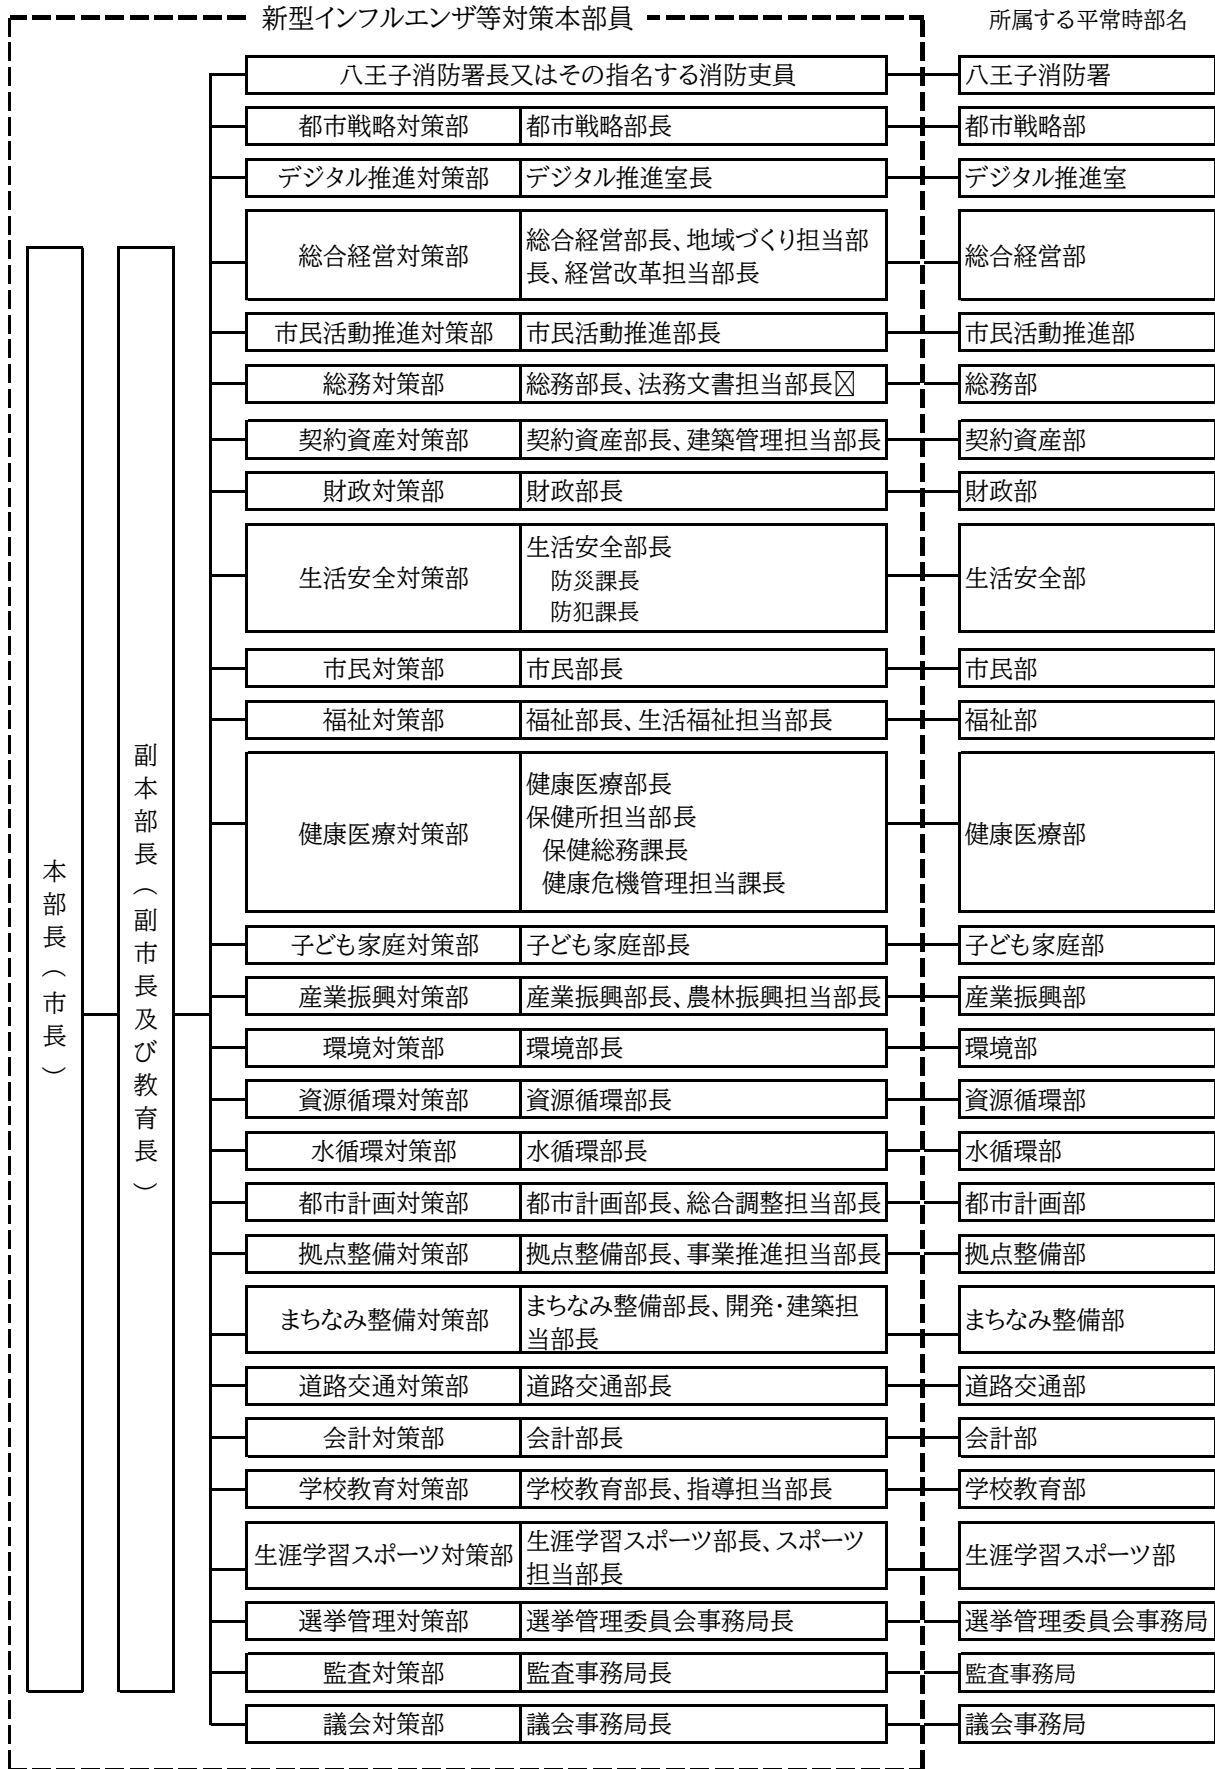 新型インフルエンザ等対策本部員
所属する平常時部名
本部長（市長）
副本部長（副市長及び教育長）
八王子消防署長又はその指名する消防吏員
八王子消防署
都市戦略対策部
都市戦略部長
都市戦略部
デジタル推進対策部
デジタル推進室長
デジタル推進室
総合経営対策部
総合経営部長、地域づくり担当部
長、経営改革担当部長
総合経営部
市民活動推進対策部
市民活動推進部長
市民活動推進部
総務対策部
総務部長、法務文書担当部長
総務部
契約資産対策部
契約資産部長、建築管理担当部長
契約資産部
財政対策部
財政部長
財政部
生活安全対策部
生活安全部長
防災課長
防犯課長
生活安全部
市民対策部
市民部長
市民部
福祉対策部
福祉部長、生活福祉担当部長
福祉部
健康医療対策部
健康医療部長
保健所担当部長
保健総務課長
健康危機管理担当課長
健康医療部
子ども家庭対策部
子ども家庭部長
子ども家庭部
産業振興対策部
産業振興部長、農林振興担当部長
産業振興部
環境対策部
環境部長
環境部
資源循環対策部
資源循環部長
資源循環部
水循環対策部
水循環部長
水循環部
都市計画対策部
都市計画部長、総合調整担当部長
都市計画部
拠点整備対策部
拠点整備部長、事業推進担当部長
拠点整備部
まちなみ整備対策部
まちなみ整備部長、開発・建築担
当部長
まちなみ整備部
道路交通対策部
道路交通部長
道路交通部
会計対策部
会計部長
会計部
学校教育対策部
学校教育部長、指導担当部長
学校教育部
生涯学習スポーツ対策部
生涯学習スポーツ部長、スポーツ
担当部長
生涯学習スポーツ部
選挙管理対策部
選挙管理委員会事務局長
選挙管理委員会事務局
監査対策部
監査事務局長
監査事務局
議会対策部
議会事務局長
議会事務局